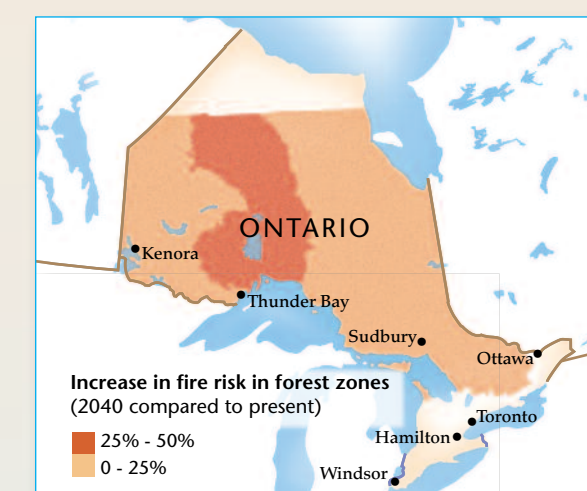 ONTARIO
Kenora
Thunder Bay
Sudbury
Ottawa
Increase in fire risk in forest zones
(2040 compared to present)
25% - 50%
0 - 25%
Toronto
Hamilton
Windsor